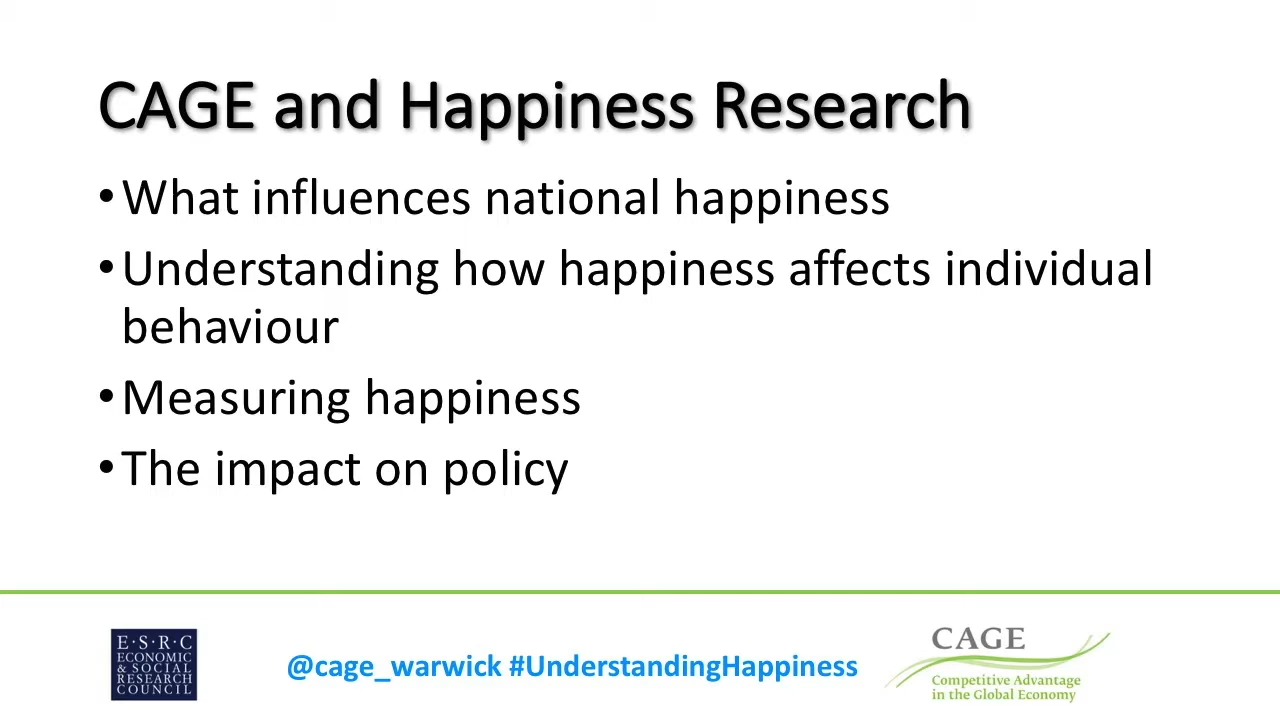 CAGE and Happiness Research
•What influences national happiness
•Understanding how happiness affects individual
behaviour
•Measuring happiness
•The impact on policy
E·S·R·C
ECONOMIC
& SOCIAL
RESEARCH
COUNCIL
@cage_warwick #UnderstandingHappiness
CAGE
Competitive Advantage
in the Global Economy